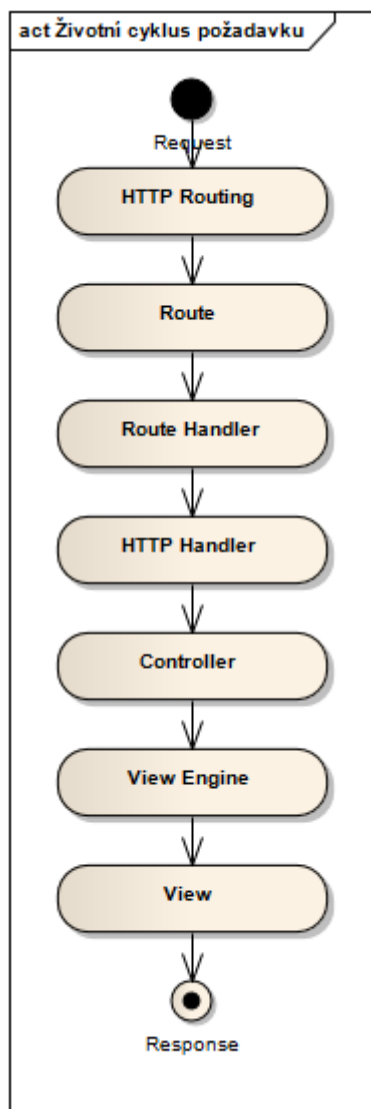 act Životní cyklus požadavku
Request
HTTP Routing
Route
Route Handler
HTTP Handler
Controller
View Engine
View
Response